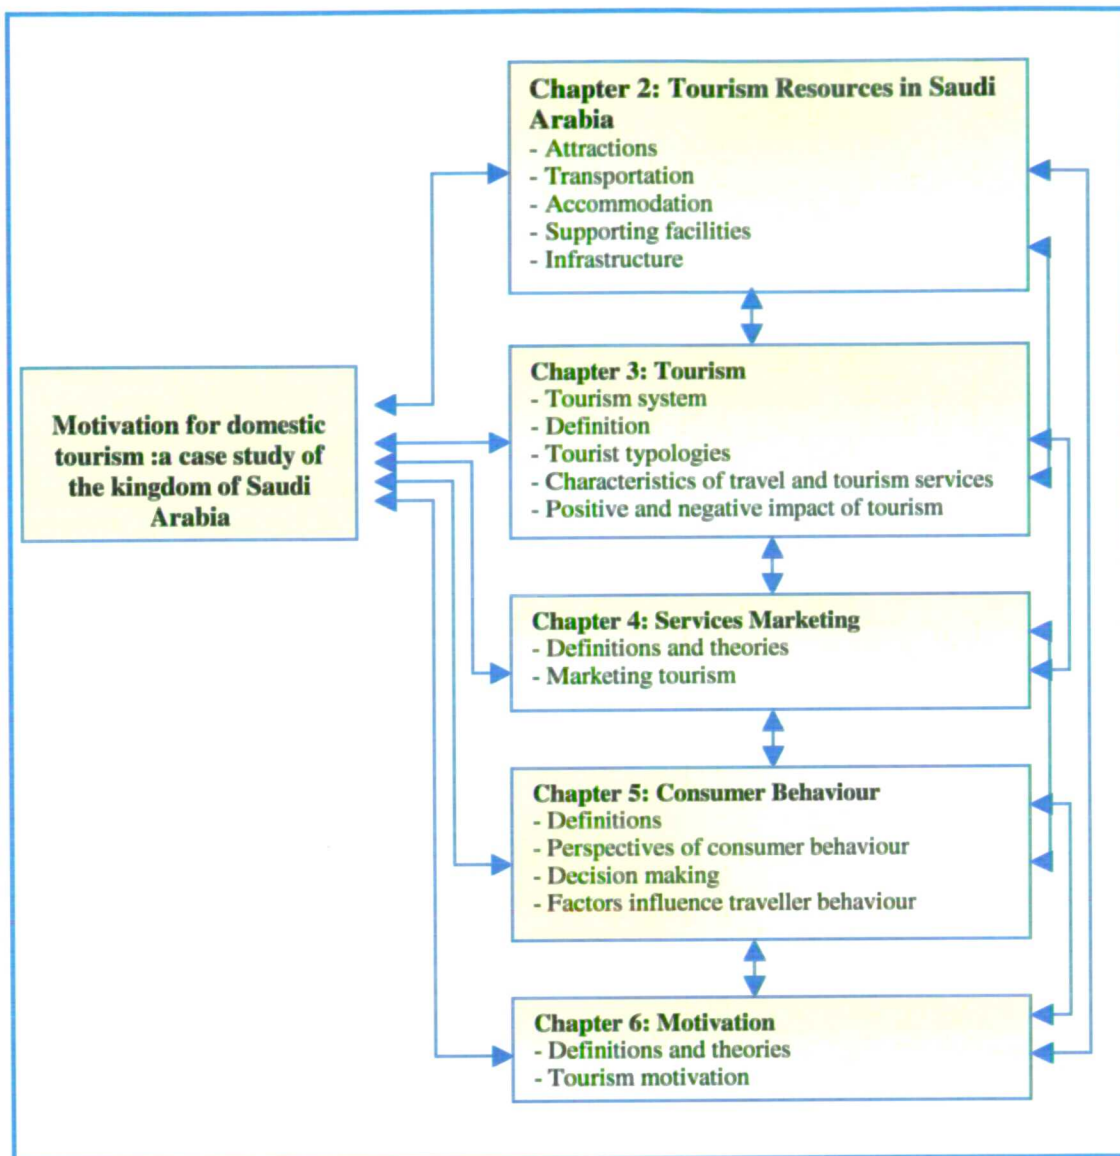 Motivation for domestic
tourism :a case study of
the kingdom of Saudi
Arabia
Chapter 2: Tourism Resources in Saudi
Arabia
- Attractions
- Transportation
- Accommodation
- Supporting facilities
- Infrastructure
Chapter 3: Tourism
- Tourism system
- Definition
- Tourist typologies
- Characteristics of travel and tourism services
- Positive and negative impact of tourism
Chapter 4: Services Marketing
- Definitions and theories
- Marketing tourism
Chapter 5: Consumer Behaviour
- Definitions
- Perspectives of consumer behaviour
- Decision making
- Factors influence traveller behaviour
Chapter 6: Motivation
- Definitions and theories
- Tourism motivation